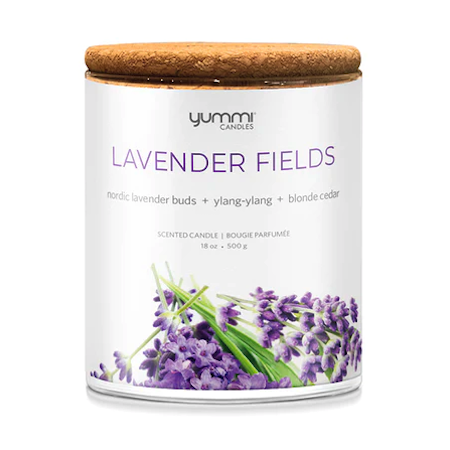 yummi
CANDLES
LAVENDER FIELDS
nordic lavender buds + ylang-ylang + blonde cedar
SCENTED CANDLE | BOUGIE PARFUMÉE
18 oz • 500 g